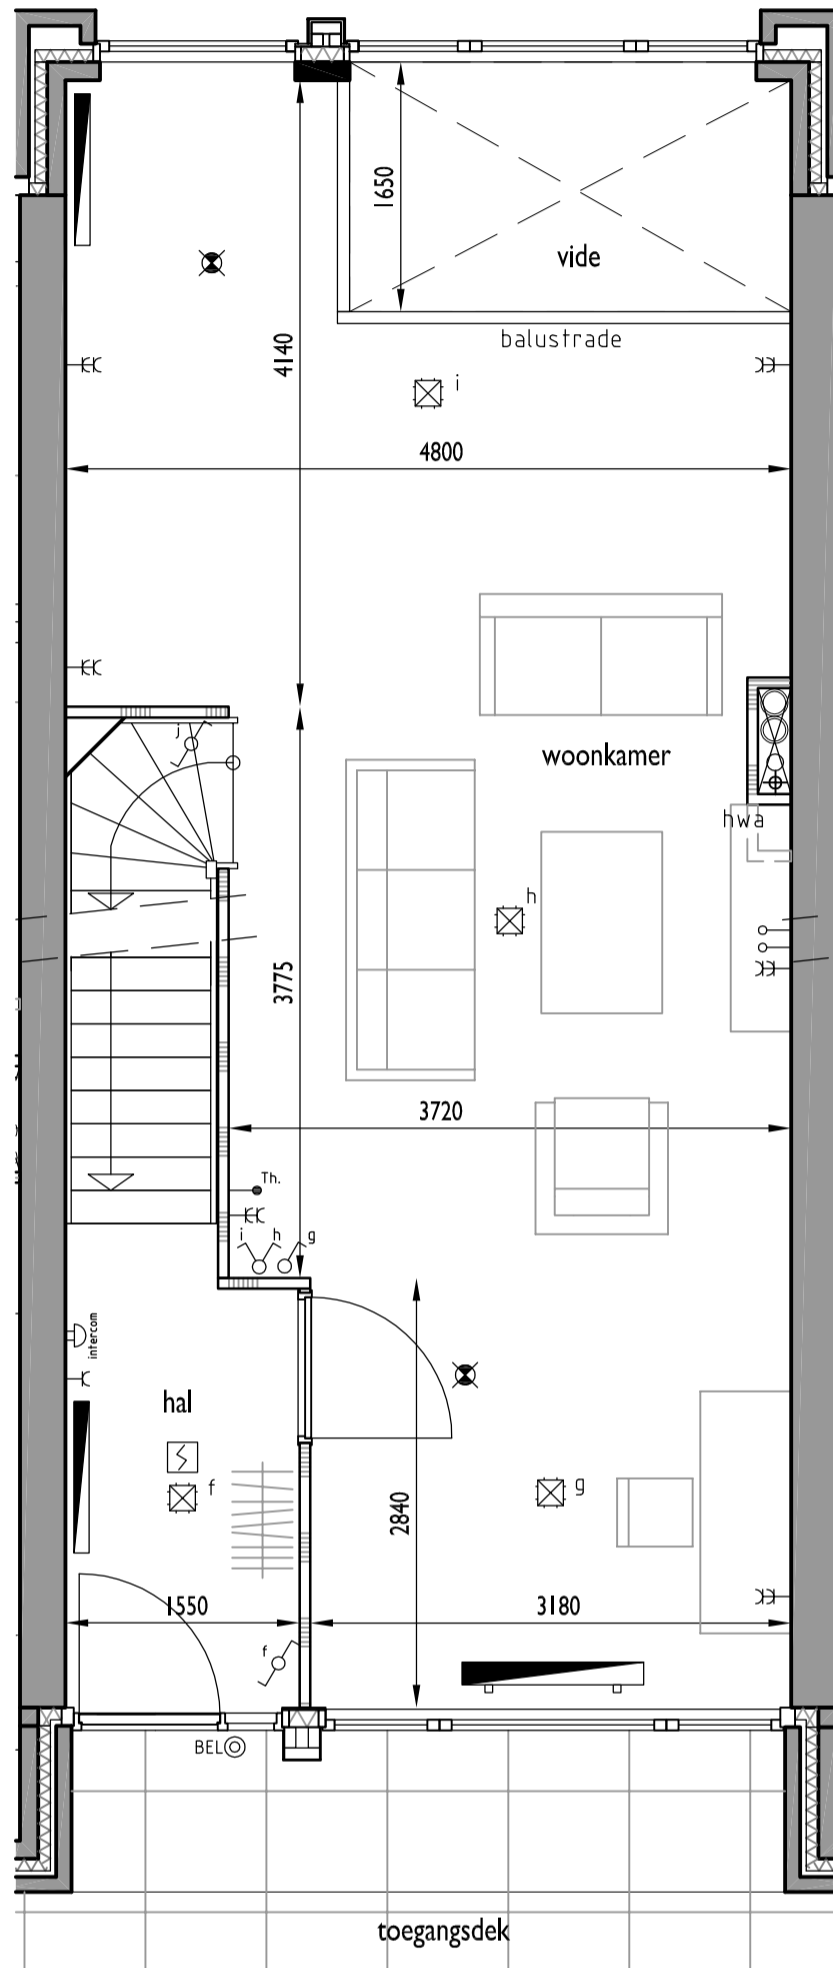 1650
vide
4140
balustrade
i
4800
j
woonkamer
hwa
h
3775
3720
Th.
i h g
intercom
hal
f
g
2840
1550
3180
f
BEL
toegangsdek